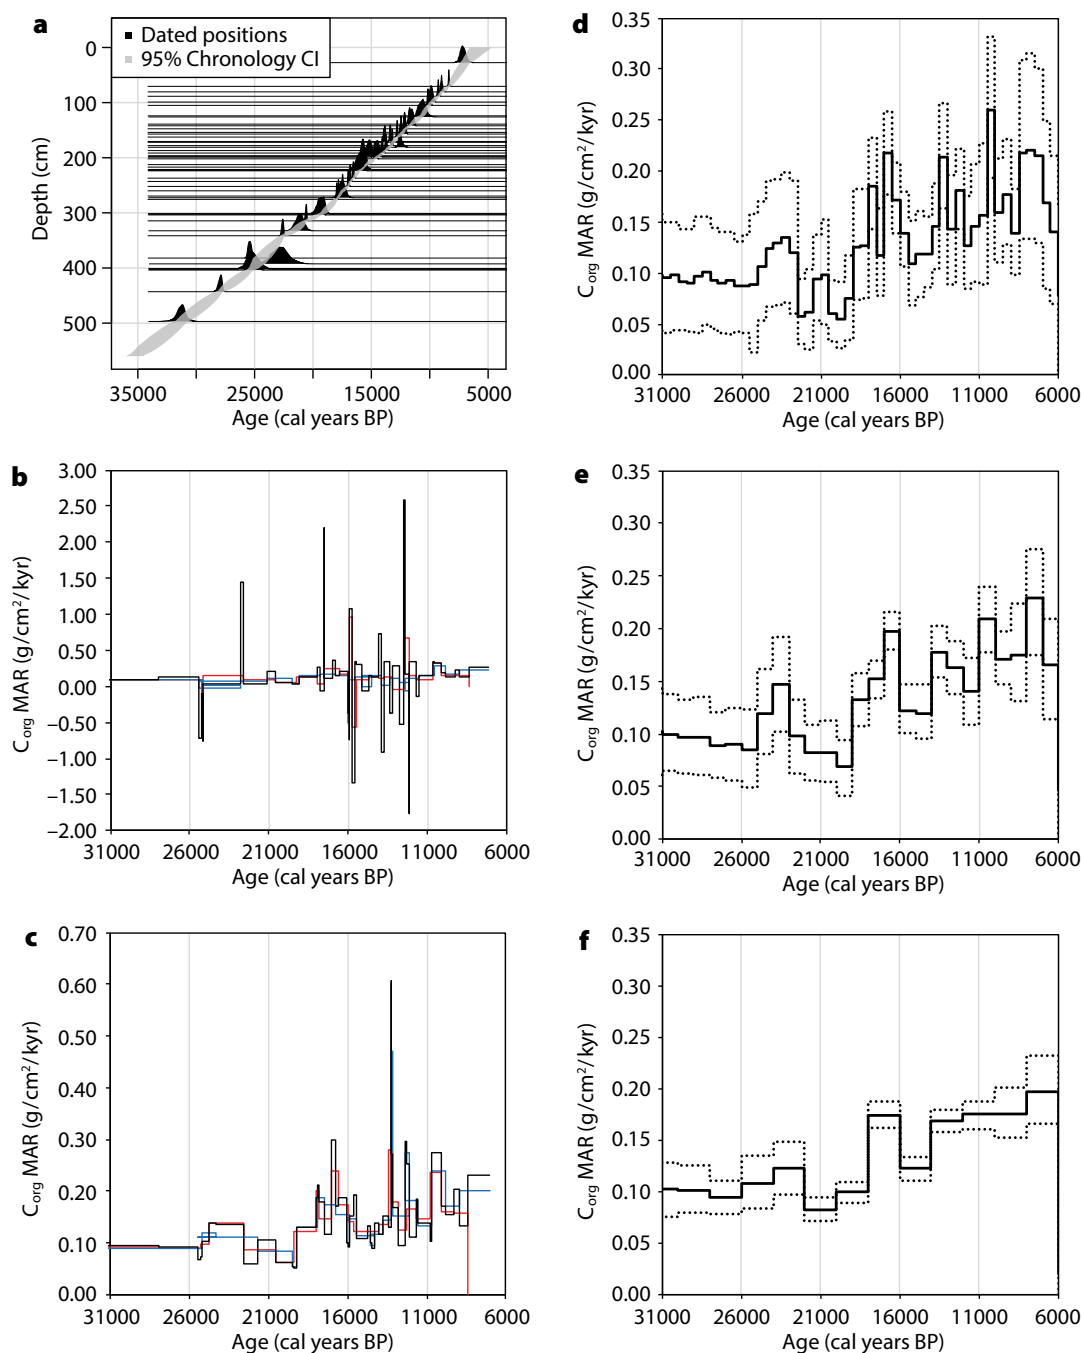 a
Dated positions
95% Chronology CI
0
100
200
300
400
500
Depth (cm)
35000 25000 15000 5000
Age (cal years BP)
b
3.00
2.50
2.00
1.50
1.00
0.50
0.00
−0.50
−1.00
−1.50
−2.00
C_org MAR (g/cm²/kyr)
31000 26000 21000 16000 11000 6000
Age (cal years BP)
c
0.70
0.60
0.50
0.40
0.30
0.20
0.10
0.00
C_org MAR (g/cm²/kyr)
31000 26000 21000 16000 11000 6000
Age (cal years BP)
d
0.35
0.30
0.25
0.20
0.15
0.10
0.05
0.00
C_org MAR (g/cm²/kyr)
31000 26000 21000 16000 11000 6000
Age (cal years BP)
e
0.35
0.30
0.25
0.20
0.15
0.10
0.05
0.00
C_org MAR (g/cm²/kyr)
31000 26000 21000 16000 11000 6000
Age (cal years BP)
f
0.35
0.30
0.25
0.20
0.15
0.10
0.05
0.00
C_org MAR (g/cm²/kyr)
31000 26000 21000 16000 11000 6000
Age (cal years BP)